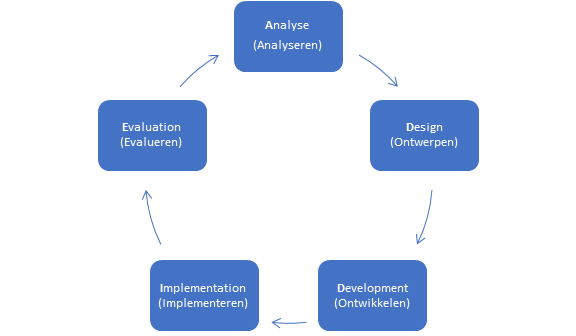 Analyse
(Analyseren)
Design
(Ontwerpen)
Development
(Ontwikkelen)
Implementation
(Implementeren)
Evaluation
(Evalueren)